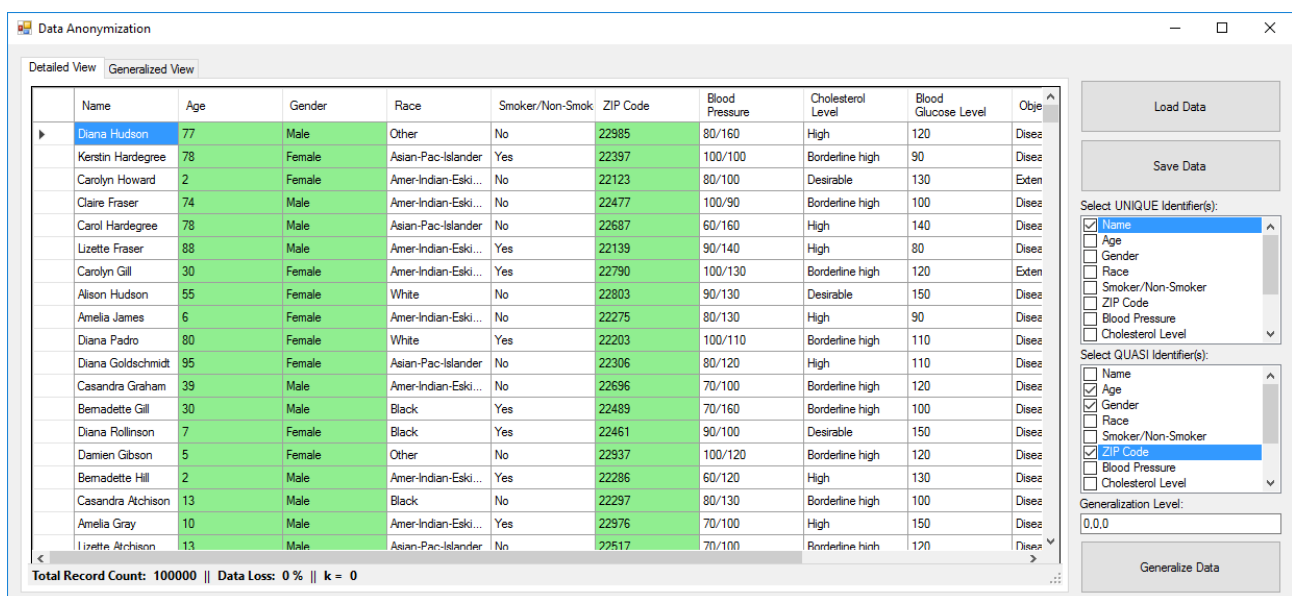 Data Anonymization
Detailed View Generalized View
Name Age Gender Race Smoker/Non-Smok ZIP Code Blood Pressure Cholesterol Level Blood Glucose Level Obje
Diana Hudson 77 Male Other No 22985 80/160 High 120 Disea
Kerstin Hardegree 78 Female Asian-Pac-Islander Yes 22397 100/100 Borderline high 90 Disea
Carolyn Howard 2 Female Amer-Indian-Eski... No 22123 80/100 Desirable 130 Exten
Claire Fraser 74 Male Amer-Indian-Eski... No 22477 100/90 Borderline high 100 Disea
Carol Hardegree 78 Male Asian-Pac-Islander No 22687 60/160 High 140 Disea
Lizette Fraser 88 Male Amer-Indian-Eski... Yes 22139 90/140 High 80 Disea
Carolyn Gill 30 Female Amer-Indian-Eski... Yes 22790 100/130 Borderline high 120 Exten
Alison Hudson 55 Female White No 22803 90/130 Desirable 150 Disea
Amelia James 6 Female Amer-Indian-Eski... No 22275 80/130 High 90 Disea
Diana Padro 80 Female White Yes 22203 100/110 Borderline high 110 Disea
Diana Goldschmidt 95 Female Asian-Pac-Islander No 22306 80/120 High 110 Disea
Casandra Graham 39 Male Amer-Indian-Eski... No 22696 70/100 Borderline high 120 Disea
Bernadette Gill 30 Male Black Yes 22489 70/160 Borderline high 100 Disea
Diana Rollinson 7 Female Black Yes 22461 90/100 Desirable 150 Disea
Damien Gibson 5 Female Other No 22937 100/120 Borderline high 120 Disea
Bernadette Hill 2 Male Amer-Indian-Eski... Yes 22286 60/120 High 130 Disea
Casandra Atchison 13 Male Black No 22297 80/130 Borderline high 100 Disea
Amelia Gray 10 Male Amer-Indian-Eski... Yes 22976 70/100 High 150 Disea
Lizette Atchison 13 Male Asian-Pac-Islander No 22517 70/100 Borderline high 120 Disea
Total Record Count: 100000 || Data Loss: 0 % || k = 0
Load Data
Save Data
Select UNIQUE Identifier(s):
Name
Age
Gender
Race
Smoker/Non-Smoker
ZIP Code
Blood Pressure
Cholesterol Level
Select QUASI Identifier(s):
Name
Age
Gender
Race
Smoker/Non-Smoker
ZIP Code
Blood Pressure
Cholesterol Level
Generalization Level:
0,0,0
Generalize Data